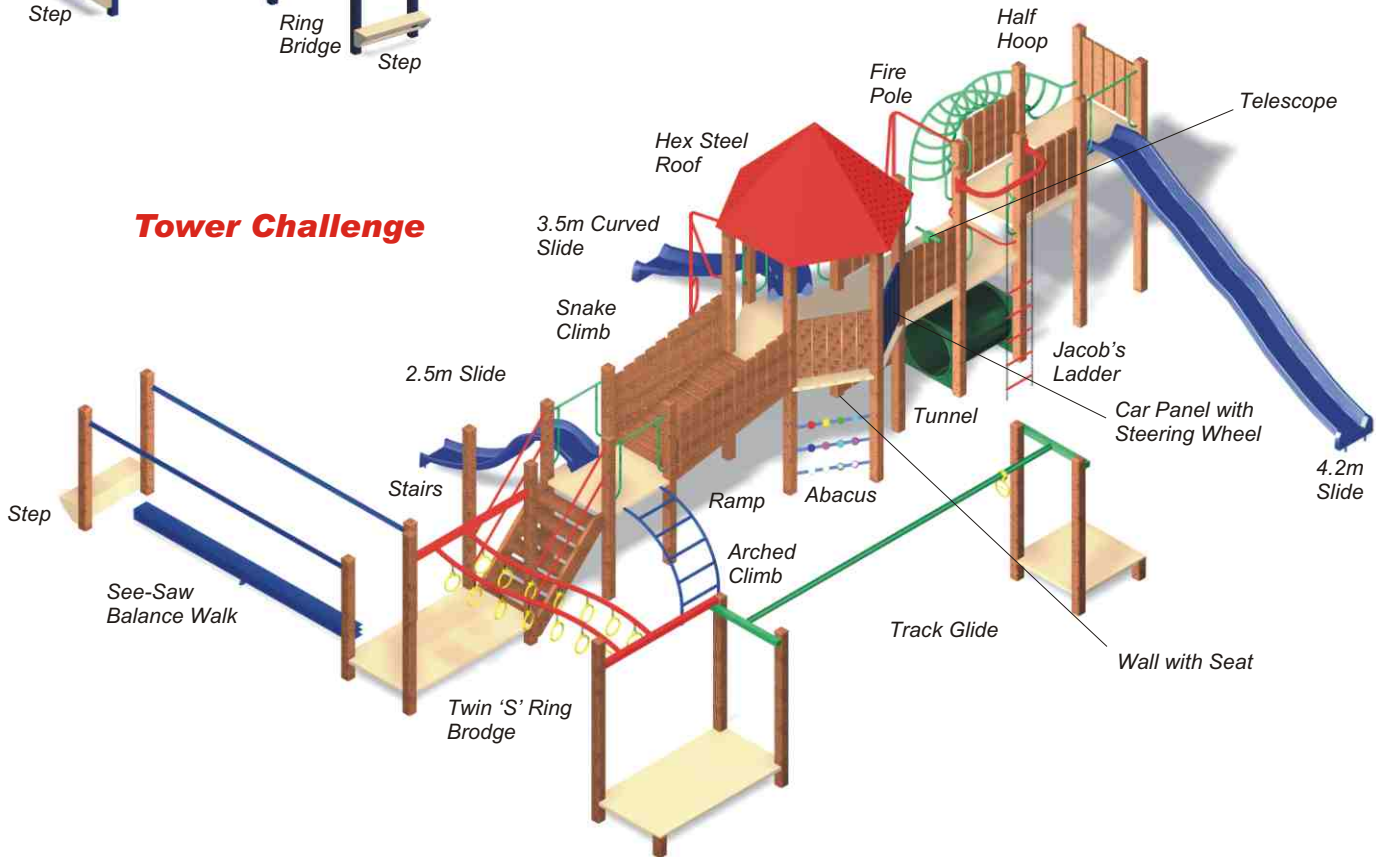 Step
Ring
Bridge
Step
Half
Hoop
Fire
Pole
Telescope
Hex Steel
Roof
Tower Challenge
3.5m Curved
Slide
Snake
Climb
2.5m Slide
Jacob's
Ladder
Tunnel
Car Panel with
Steering Wheel
4.2m
Slide
Stairs
Ramp
Abacus
Step
Arched
Climb
See-Saw
Balance Walk
Track Glide
Wall with Seat
Twin ‘S’ Ring
Brodge